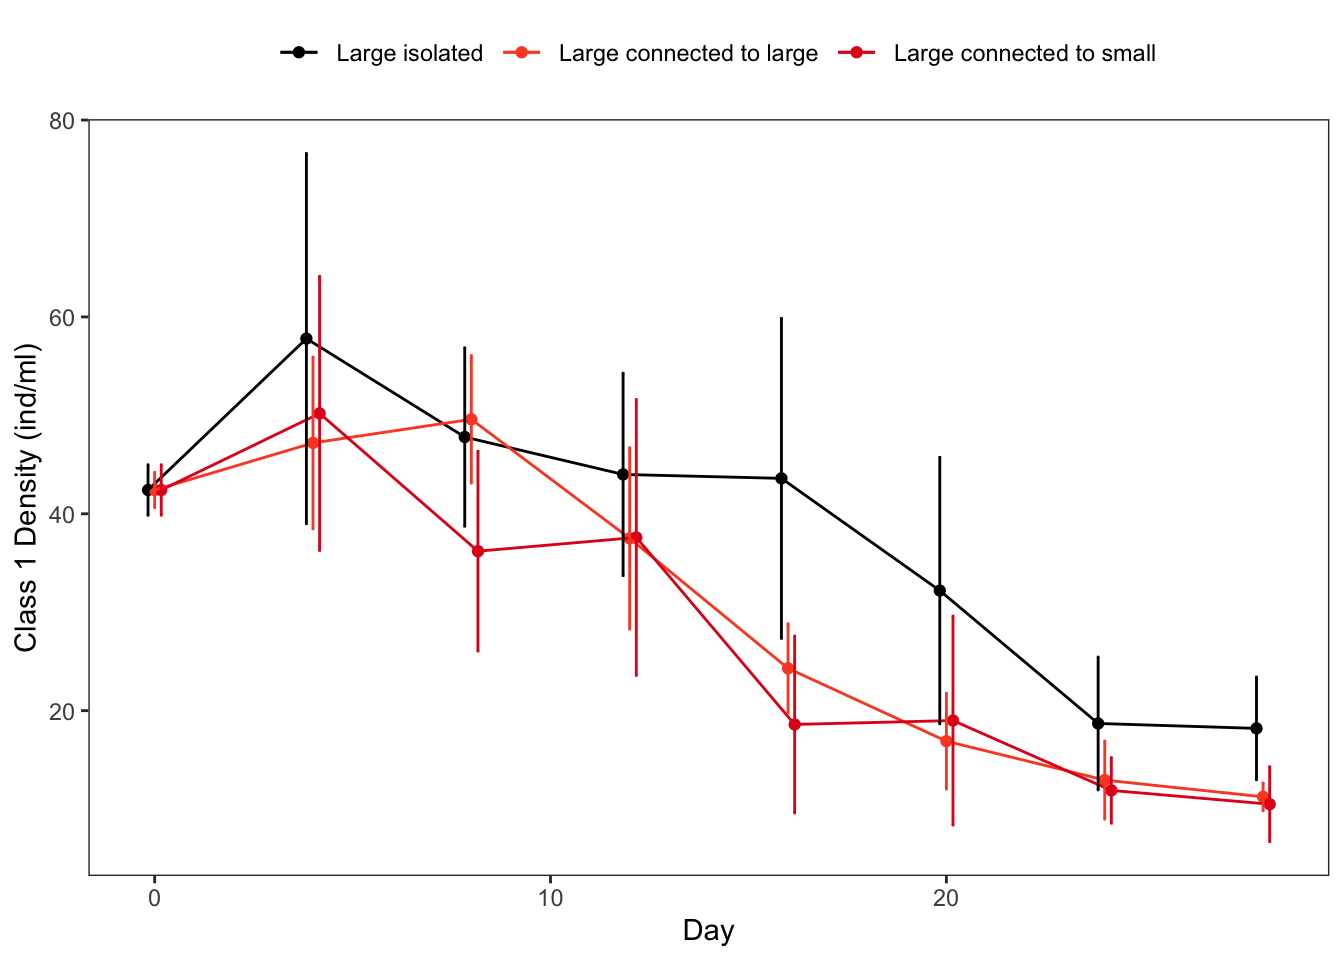 Large isolated Large connected to large Large connected to small
80
60
40
20
Class 1 Density (ind/ml)
0 10 20
Day